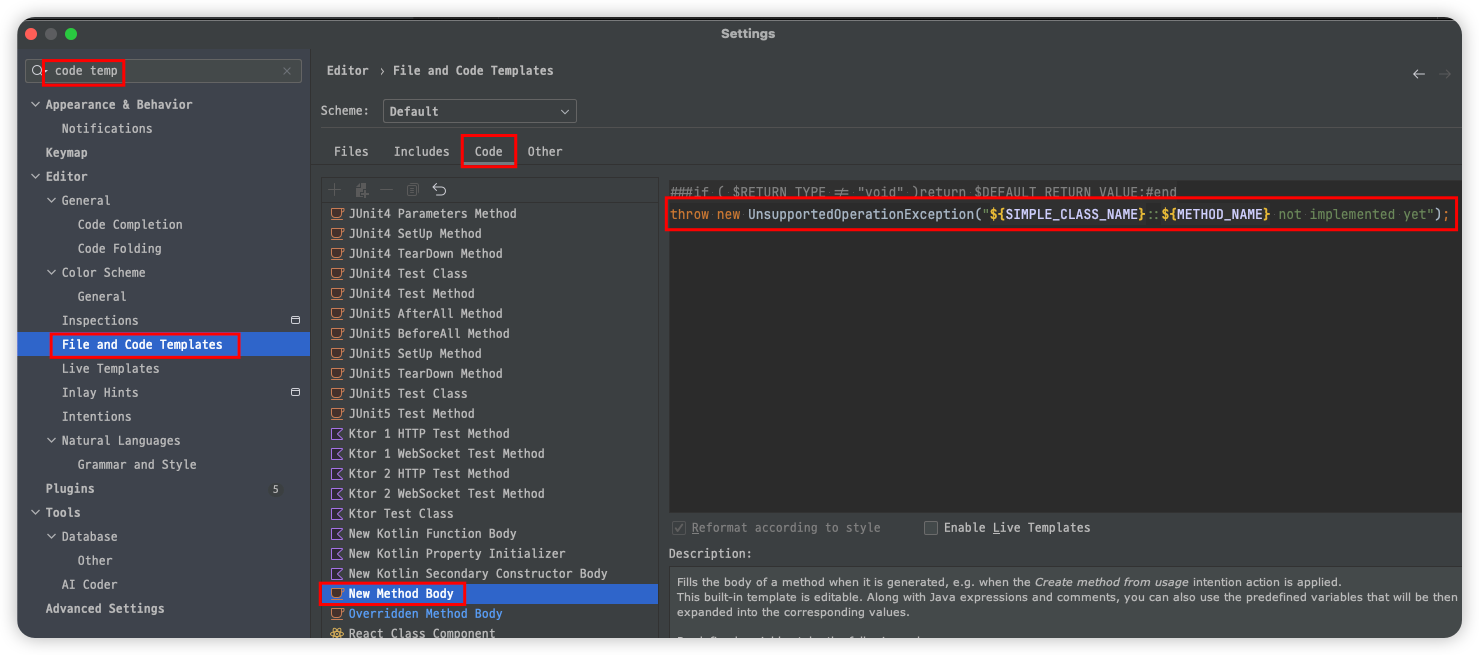 Settings
code temp
Appearance & Behavior
Notifications
Keymap
Editor
General
Code Completion
Code Folding
Color Scheme
General
Inspections
File and Code Templates
Live Templates
Inlay Hints
Intentions
Natural Languages
Grammar and Style
Plugins 5
Tools
Database
Other
AI Coder
Advanced Settings
Editor › File and Code Templates
Scheme: Default
Files Includes Code Other
JUnit4 Parameters Method
JUnit4 SetUp Method
JUnit4 TearDown Method
JUnit4 Test Class
JUnit4 Test Method
JUnit5 AfterAll Method
JUnit5 BeforeAll Method
JUnit5 SetUp Method
JUnit5 TearDown Method
JUnit5 Test Class
JUnit5 Test Method
Ktor 1 HTTP Test Method
Ktor 1 WebSocket Test Method
Ktor 2 HTTP Test Method
Ktor 2 WebSocket Test Method
Ktor Test Class
New Kotlin Function Body
New Kotlin Property Initializer
New Kotlin Secondary Constructor Body
New Method Body
Overridden Method Body
React Class Component
###if ( $RETURN_TYPE != "void" )return $DEFAULT_RETURN_VALUE;#end
throw new UnsupportedOperationException("${SIMPLE_CLASS_NAME}::${METHOD_NAME} not implemented yet");
Reformat according to style Enable Live Templates
Description:
Fills the body of a method when it is generated, e.g. when the Create method from usage intention action is applied.
This built-in template is editable. Along with Java expressions and comments, you can also use the predefined variables that will be then
expanded into the corresponding values.